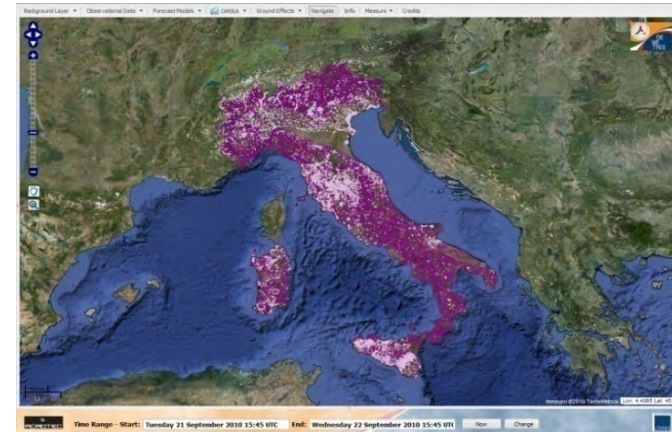 Background Layer Observational Data Forecast Models OPERA Ground Effects Navigate Info Measure Credits
Time Range - Start: Tuesday 21 September 2010 15:45 UTC End: Wednesday 22 September 2010 15:45 UTC Now Change